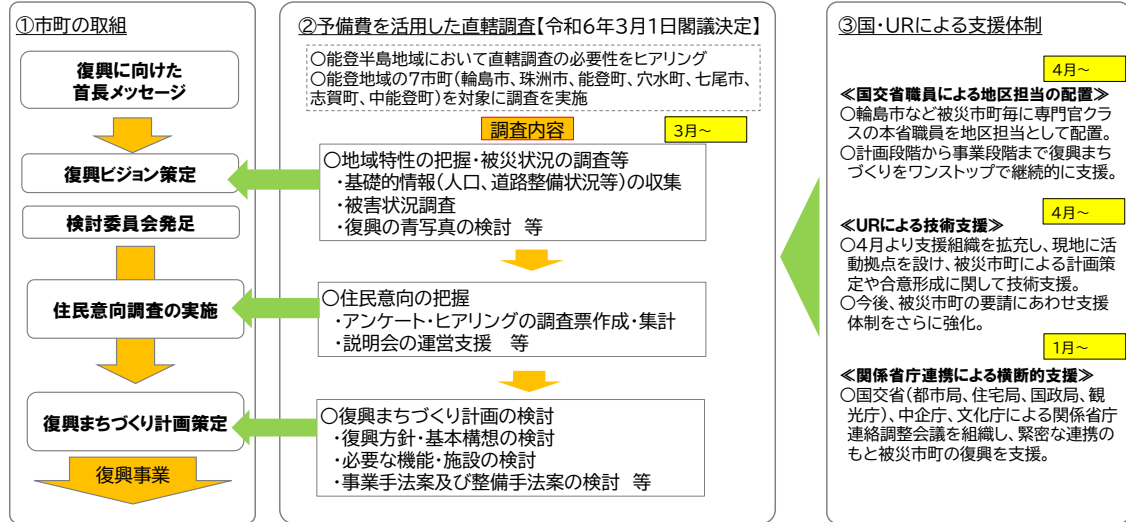 ①市町の取組
復興に向けた
首長メッセージ
復興ビジョン策定
検討委員会発足
住民意向調査の実施
復興まちづくり計画策定
復興事業
②予備費を活用した直轄調査【令和6年3月1日閣議決定】
○能登半島地域において直轄調査の必要性をヒアリング
○能登地域の7市町(輪島市、珠洲市、能登町、穴水町、七尾市、
志賀町、中能登町)を対象に調査を実施
調査内容
3月～
○地域特性の把握・被災状況の調査等
・基礎的情報(人口、道路整備状況等)の収集
・被害状況調査
・復興の青写真の検討 等
○住民意向の把握
・アンケート・ヒアリングの調査票作成・集計
・説明会の運営支援 等
○復興まちづくり計画の検討
・復興方針・基本構想の検討
・必要な機能・施設の検討
・事業手法案及び整備手法案の検討 等
③国・URによる支援体制
4月～
≪国交省職員による地区担当の配置≫
○輪島市など被災市町毎に専門官クラ
スの本省職員を地区担当として配置。
○計画段階から事業段階まで復興まち
づくりをワンストップで継続的に支援。
4月～
≪URによる技術支援≫
○4月より支援組織を拡充し、現地に活
動拠点を設け、被災市町による計画策
定や合意形成に関して技術支援。
○今後、被災市町の要請にあわせ支援
体制をさらに強化。
1月～
≪関係省庁連携による横断的支援≫
○国交省(都市局、住宅局、国政局、観
光庁)、中企庁、文化庁による関係省庁
連絡調整会議を組織し、緊密な連携の
もと被災市町の復興を支援。